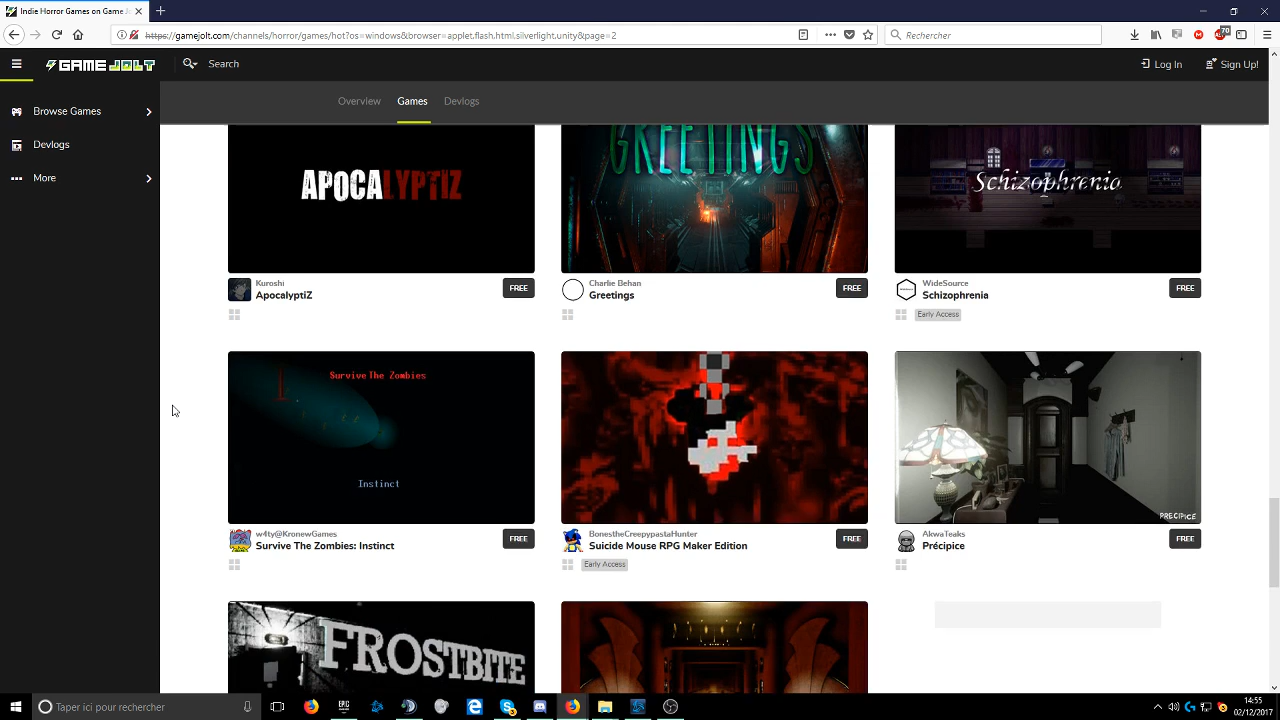 Indie Horror Games on Game J
https://gamejolt.com/channels/horror/games/hot?os=windows&browser=applet.flash.html.silverlight.unity&page=2
Rechercher
70
GAME JOLT
Search
Log In
Sign Up!
Browse Games
Devlogs
More
Overview
Games
Devlogs
APOCALYPTIZ
GREETINGS
Schizophrenia
Kuroshi
ApocalyptiZ
FREE
Charlie Behan
Greetings
FREE
WideSource
Schizophrenia
FREE
Early Access
Survive The Zombies
Instinct
PRECIPICE
w4ty@KronewGames
Survive The Zombies: Instinct
FREE
BonestheCreepypastaHunter
Suicide Mouse RPG Maker Edition
FREE
Early Access
AkwaTeaks
Précipice
FREE
FROSTBITE
Taper ici pour rechercher
EPIC
GAMES
14:55
02/12/2017